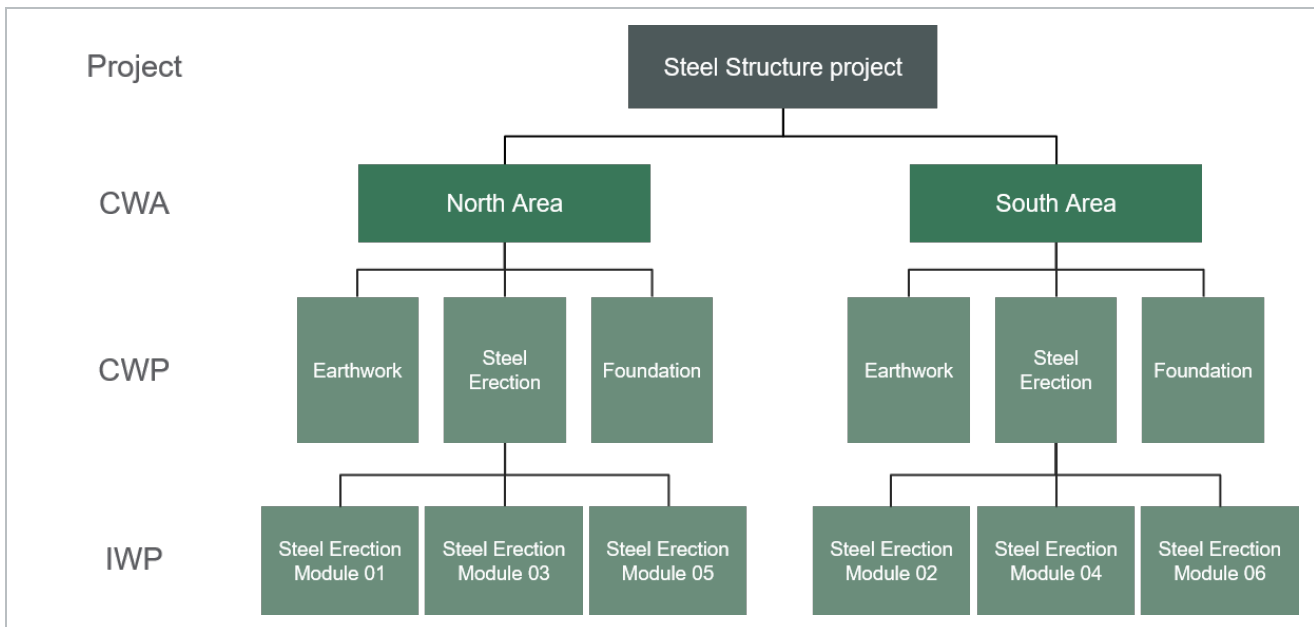 Project
Steel Structure project
CWA
North Area
South Area
CWP
Earthwork
Steel
Erection
Foundation
Earthwork
Steel
Erection
Foundation
IWP
Steel Erection
Module 01
Steel Erection
Module 03
Steel Erection
Module 05
Steel Erection
Module 02
Steel Erection
Module 04
Steel Erection
Module 06